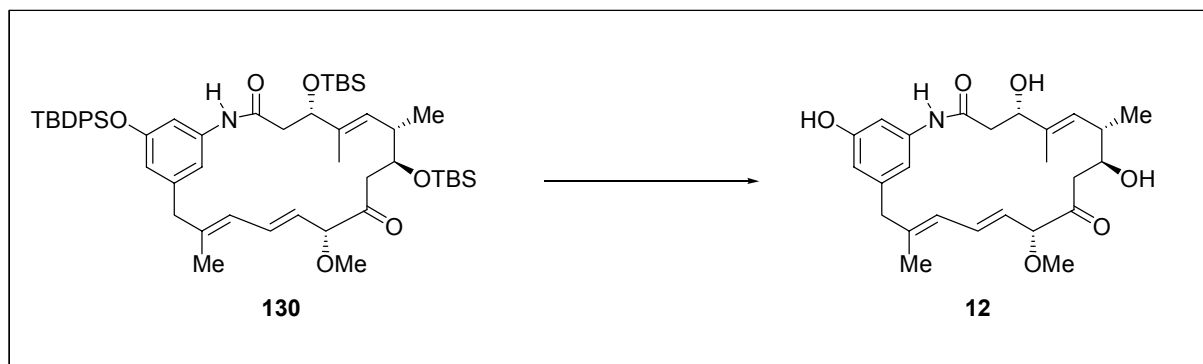 O OTBS
H
TBDPSO N Me
OTBS
O
Me OMe
130
O OH
H
HO N Me
OH
O
Me OMe
12